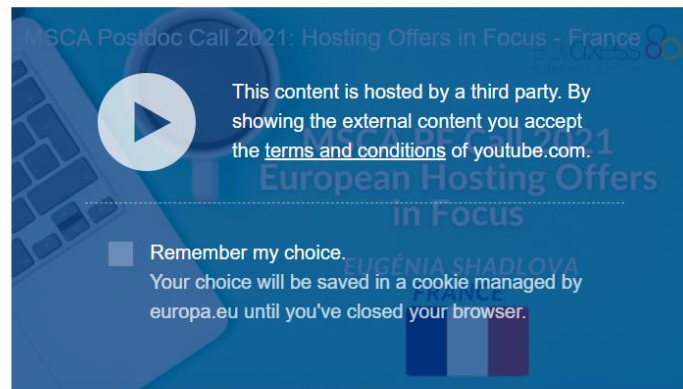 MSCA Postdoc Call 2021: Hosting Offers in Focus - France
euraxess
This content is hosted by a third party. By
showing the external content you accept
the terms and conditions of youtube.com.
MSCA PF Call 2021
European Hosting Offers
in Focus
Remember my choice.
Your choice will be saved in a cookie managed by
europa.eu until you've closed your browser.
EUGÉNIA SHADLOVA
FRANCE